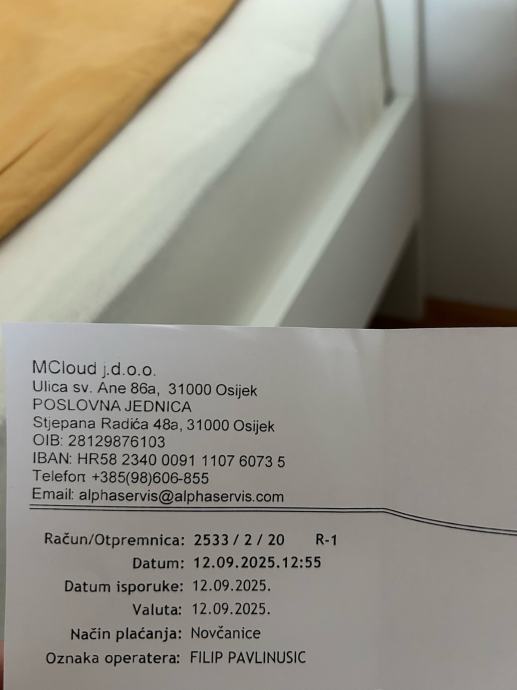 MCloud j.d.o.o.
Ulica sv. Ane 86a, 31000 Osijek
POSLOVNA JEDNICA
Stjepana Radića 48a, 31000 Osijek
OIB: 28129876103
IBAN: HR58 2340 0091 1107 6073 5
Telefon +385(98)606-855
Email: alphaservis@alphaservis.com
Račun/Otpremnica: 2533 / 2 / 20 R-1
Datum: 12.09.2025.12:55
Datum isporuke: 12.09.2025.
Valuta: 12.09.2025.
Način plaćanja: Novčanice
Oznaka operatera: FILIP PAVLINUSIC